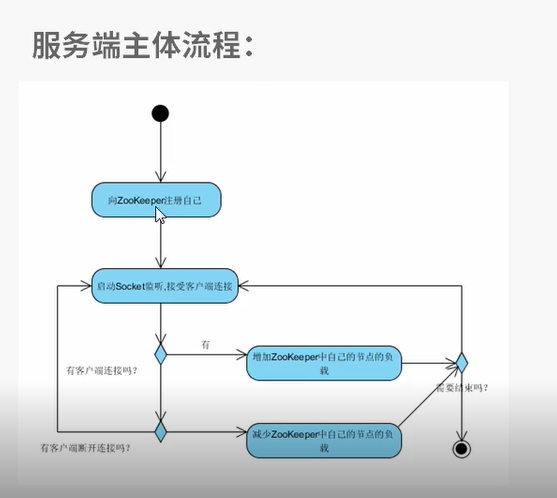 服务端主体流程：
向ZooKeeper注册自己
启动Socket监听,接受客户端连接
有
增加ZooKeeper中自己的节点的负
载
有客户端连接吗？
需要结束吗？
减少ZooKeeper中自己的节点的负
载
有客户端断开连接吗？